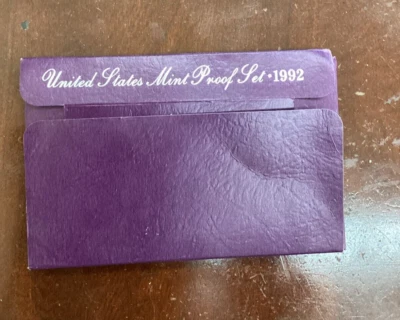 United States Mint Proof Set · 1992